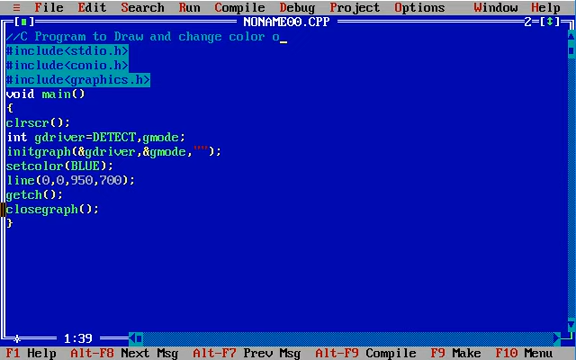 ≡ File Edit Search Run Compile Debug Project Options Window Help
[■] NONAME00.CPP 2=[↕]
//C Program to Draw and change color o_
#include<stdio.h>
#include<conio.h>
#include<graphics.h>
void main()
{
clrscr();
int gdriver=DETECT,gmode;
initgraph(&gdriver,&gmode,"");
setcolor(BLUE);
line(0,0,950,700);
getch();
closegraph();
}
* 1:39
F1 Help Alt-F8 Next Msg Alt-F7 Prev Msg Alt-F9 Compile F9 Make F10 Menu